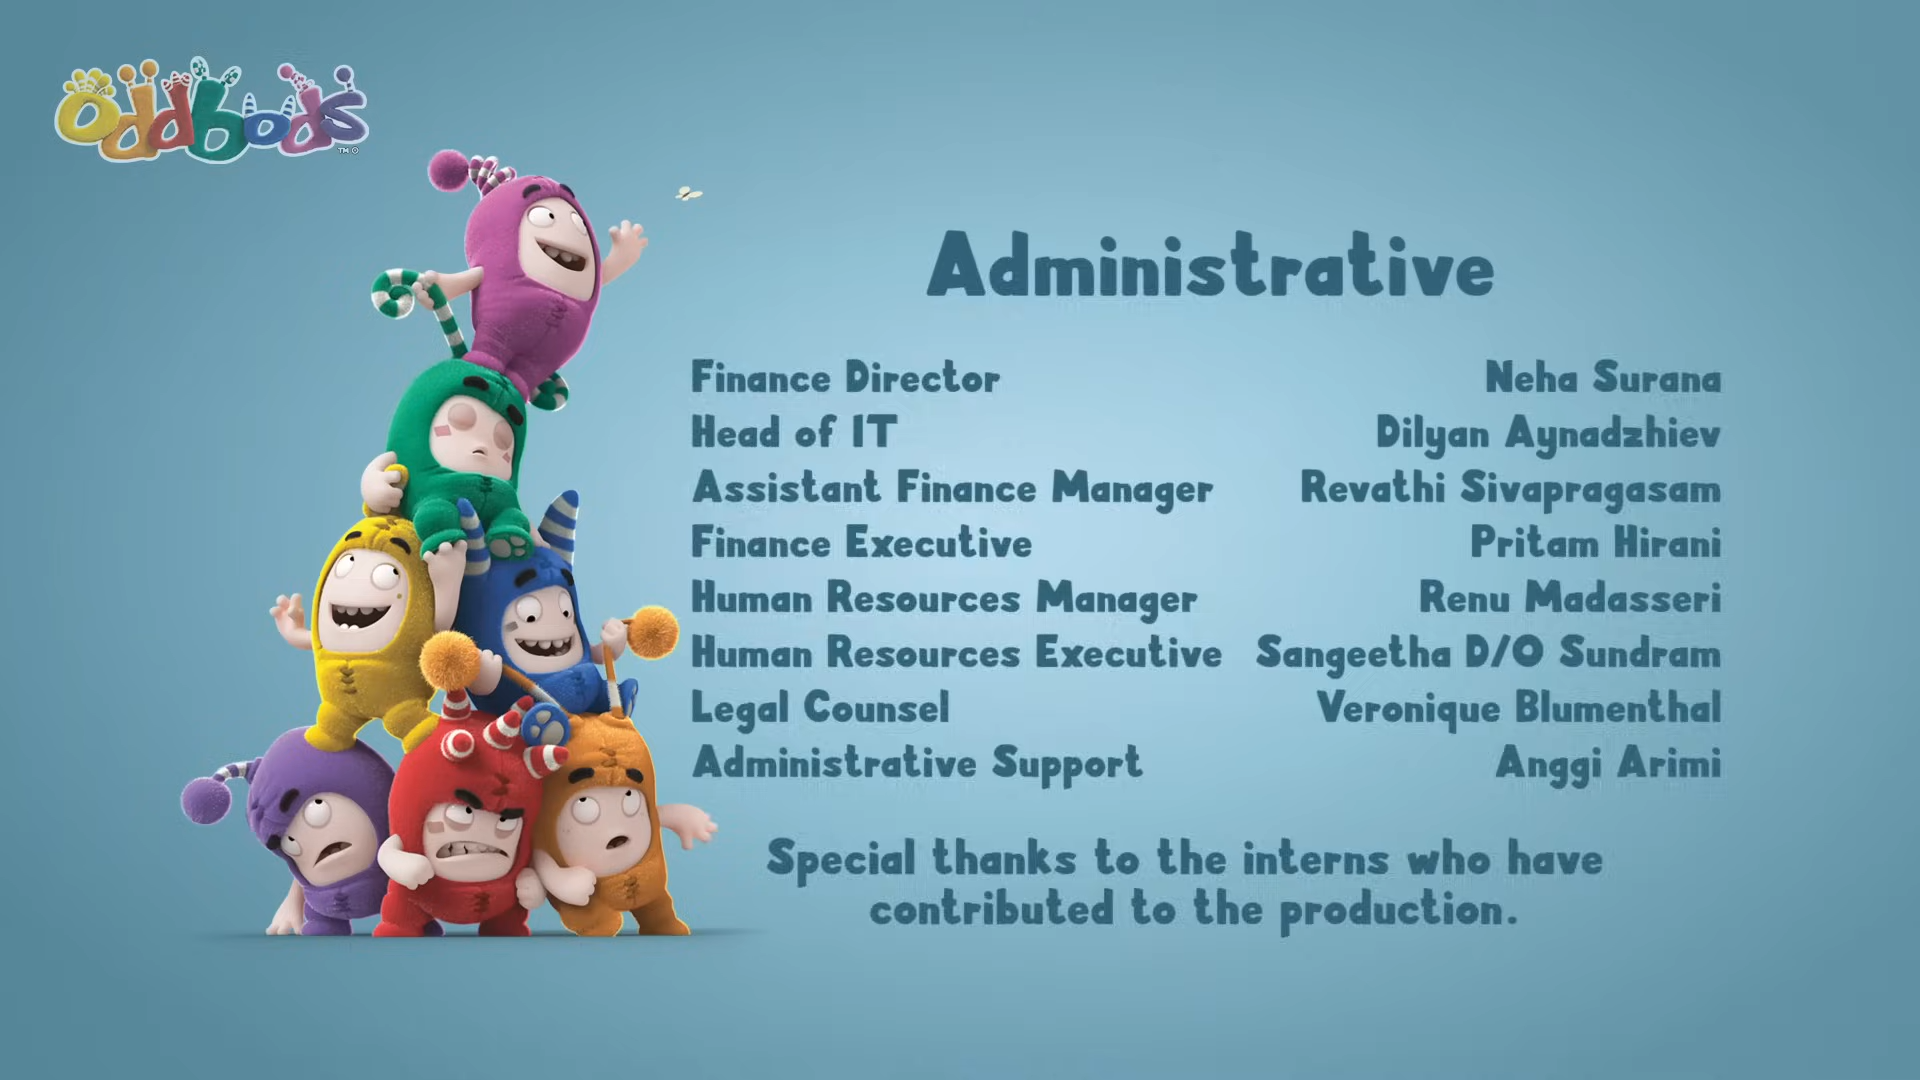 oddbods
TM ©
Administrative
Finance Director Neha Surana
Head of IT Dilyan Aynadzhiev
Assistant Finance Manager Revathi Sivapragasam
Finance Executive Pritam Hirani
Human Resources Manager Renu Madasseri
Human Resources Executive Sangeetha D/O Sundram
Legal Counsel Veronique Blumenthal
Administrative Support Anggi Arimi
Special thanks to the interns who have
contributed to the production.